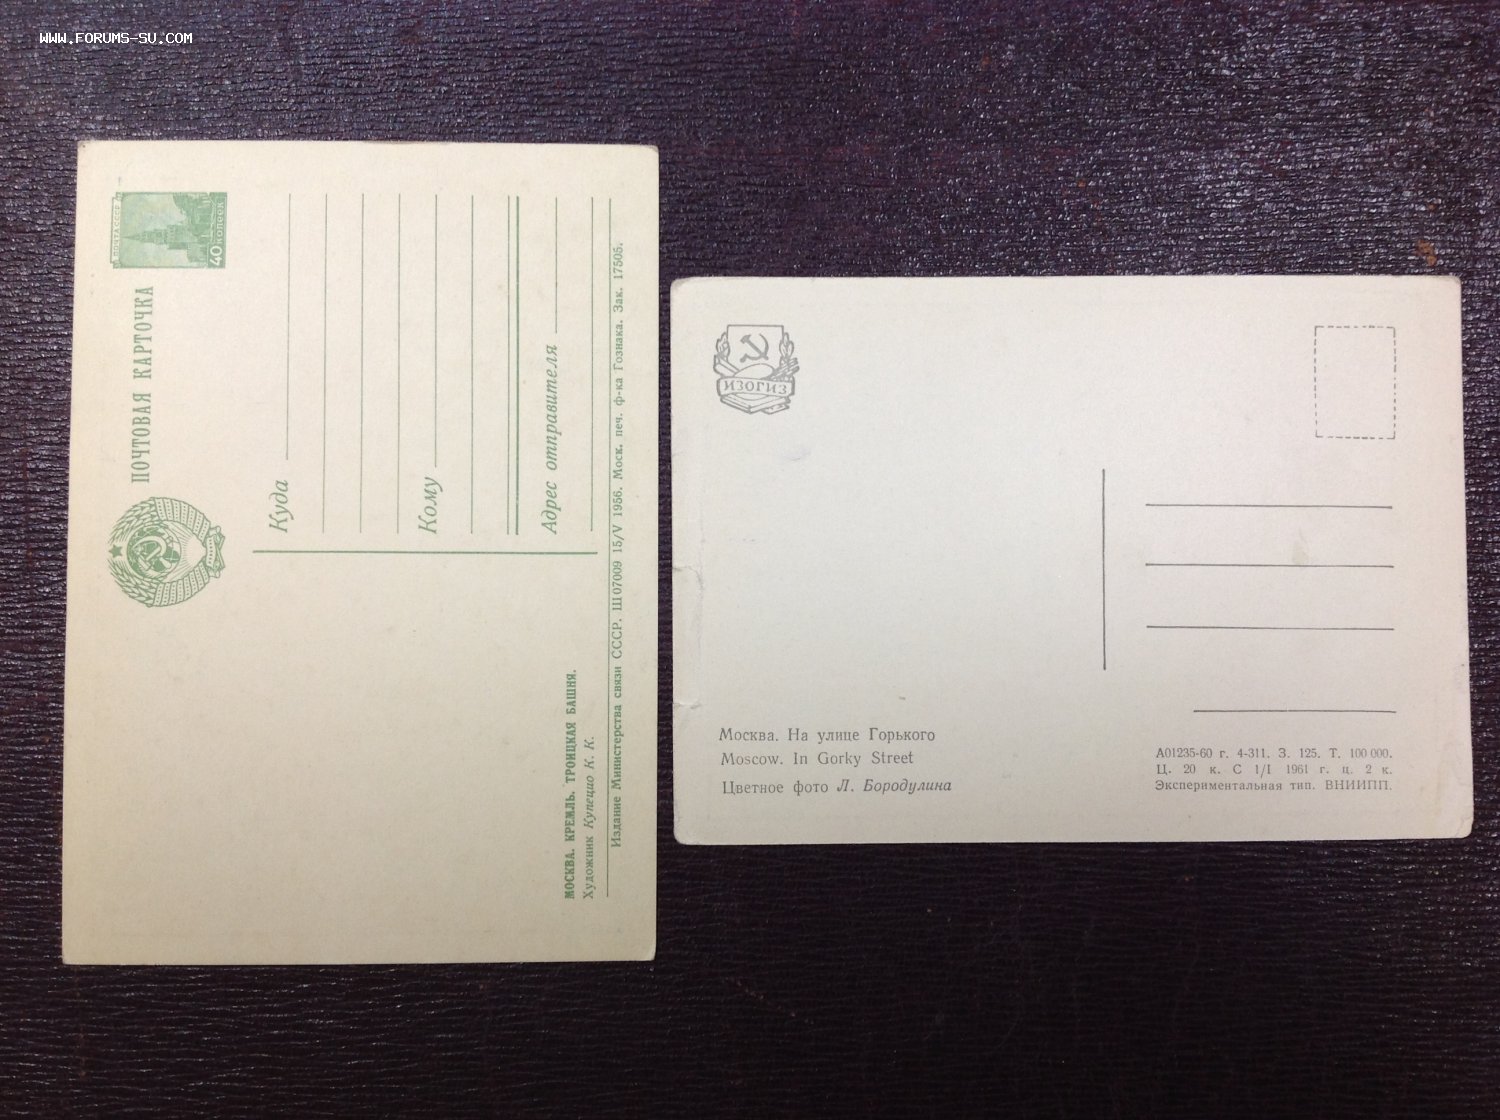 WWW.FORUMS-SU.COM
ПОЧТА СССР
40 КОПЕЕК
ПОЧТОВАЯ КАРТОЧКА
Куда
Кому
Адрес отправителя
МОСКВА. КРЕМЛЬ. ТРОИЦКАЯ БАШНЯ.
Художник Купецио К. К.
Издание Министерства связи СССР. Ш 07009 15/V 1956. Моск. печ. ф-ка Гознака. Зак. 17505.
ИЗОГИЗ
Москва. На улице Горького
Moscow. In Gorky Street
Цветное фото Л. Бородулина
А01235-60 г. 4-311. З. 125. Т. 100 000.
Ц. 20 к. С 1/I 1961 г. ц. 2 к.
Экспериментальная тип. ВНИИПП.